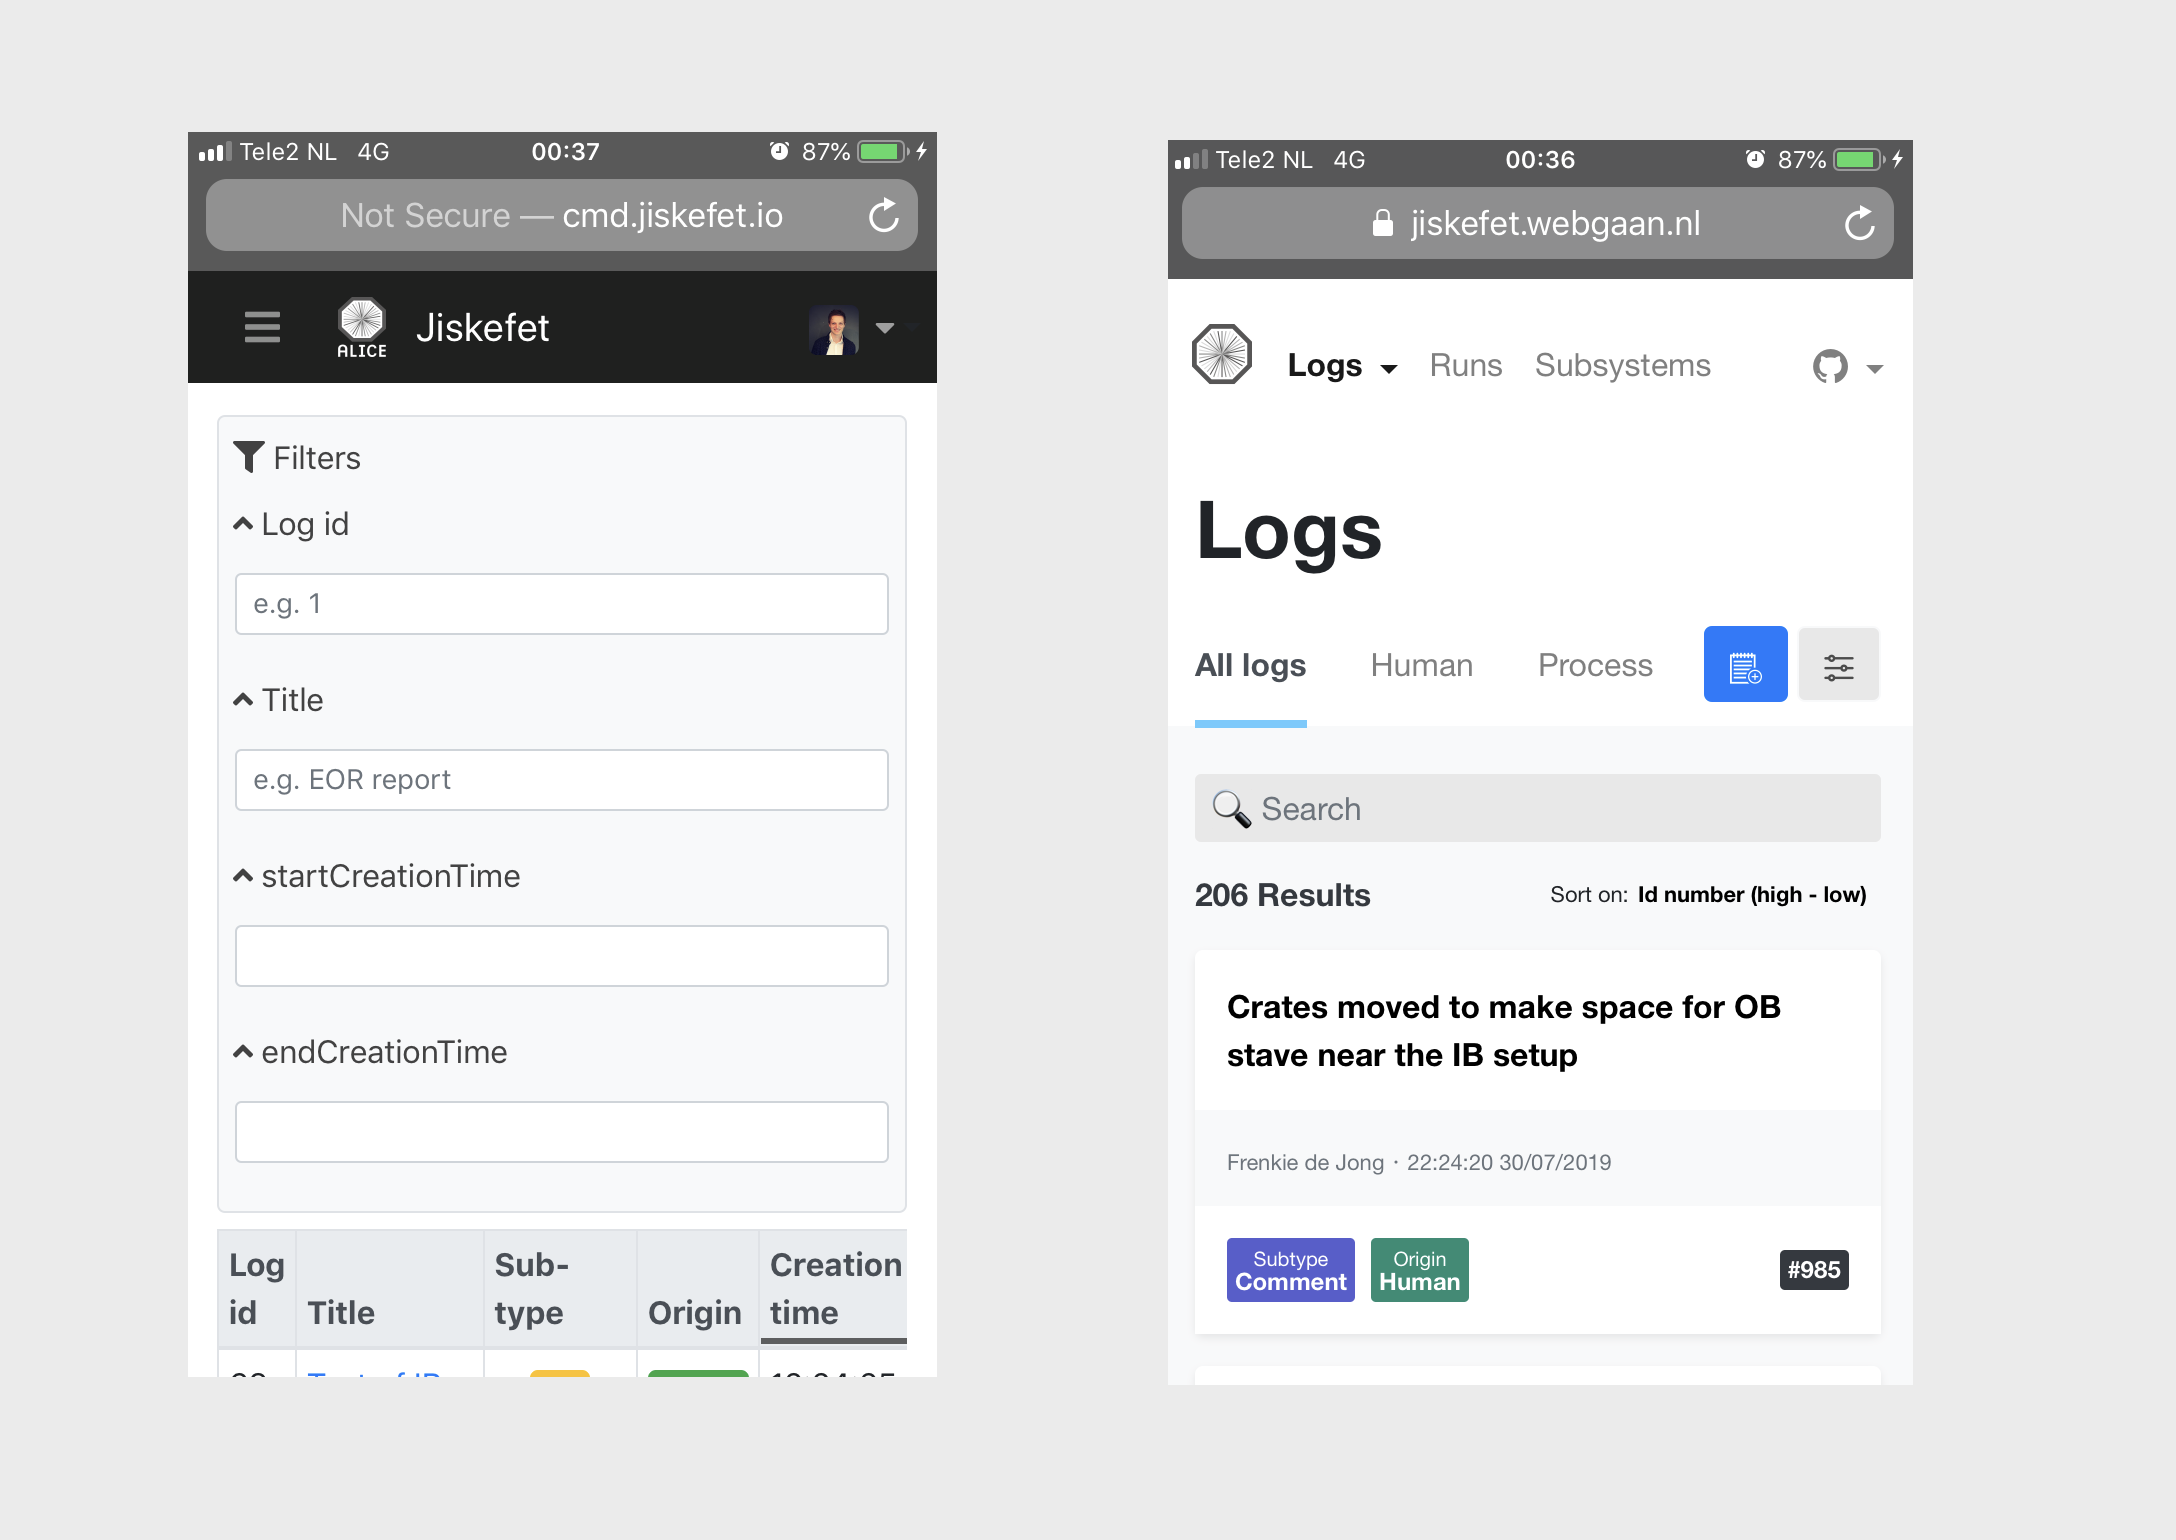 Tele2 NL 4G 00:37 87%
Not Secure — cmd.jiskefet.io
ALICE
Jiskefet
Filters
Log id
e.g. 1
Title
e.g. EOR report
startCreationTime
endCreationTime
Log id Title Sub-type Origin Creation time
Tele2 NL 4G 00:36 87%
jiskefet.webgaan.nl
Logs Runs Subsystems
Logs
All logs Human Process
Search
206 Results Sort on: Id number (high - low)
Crates moved to make space for OB
stave near the IB setup
Frenkie de Jong · 22:24:20 30/07/2019
Subtype Origin
Comment Human #985